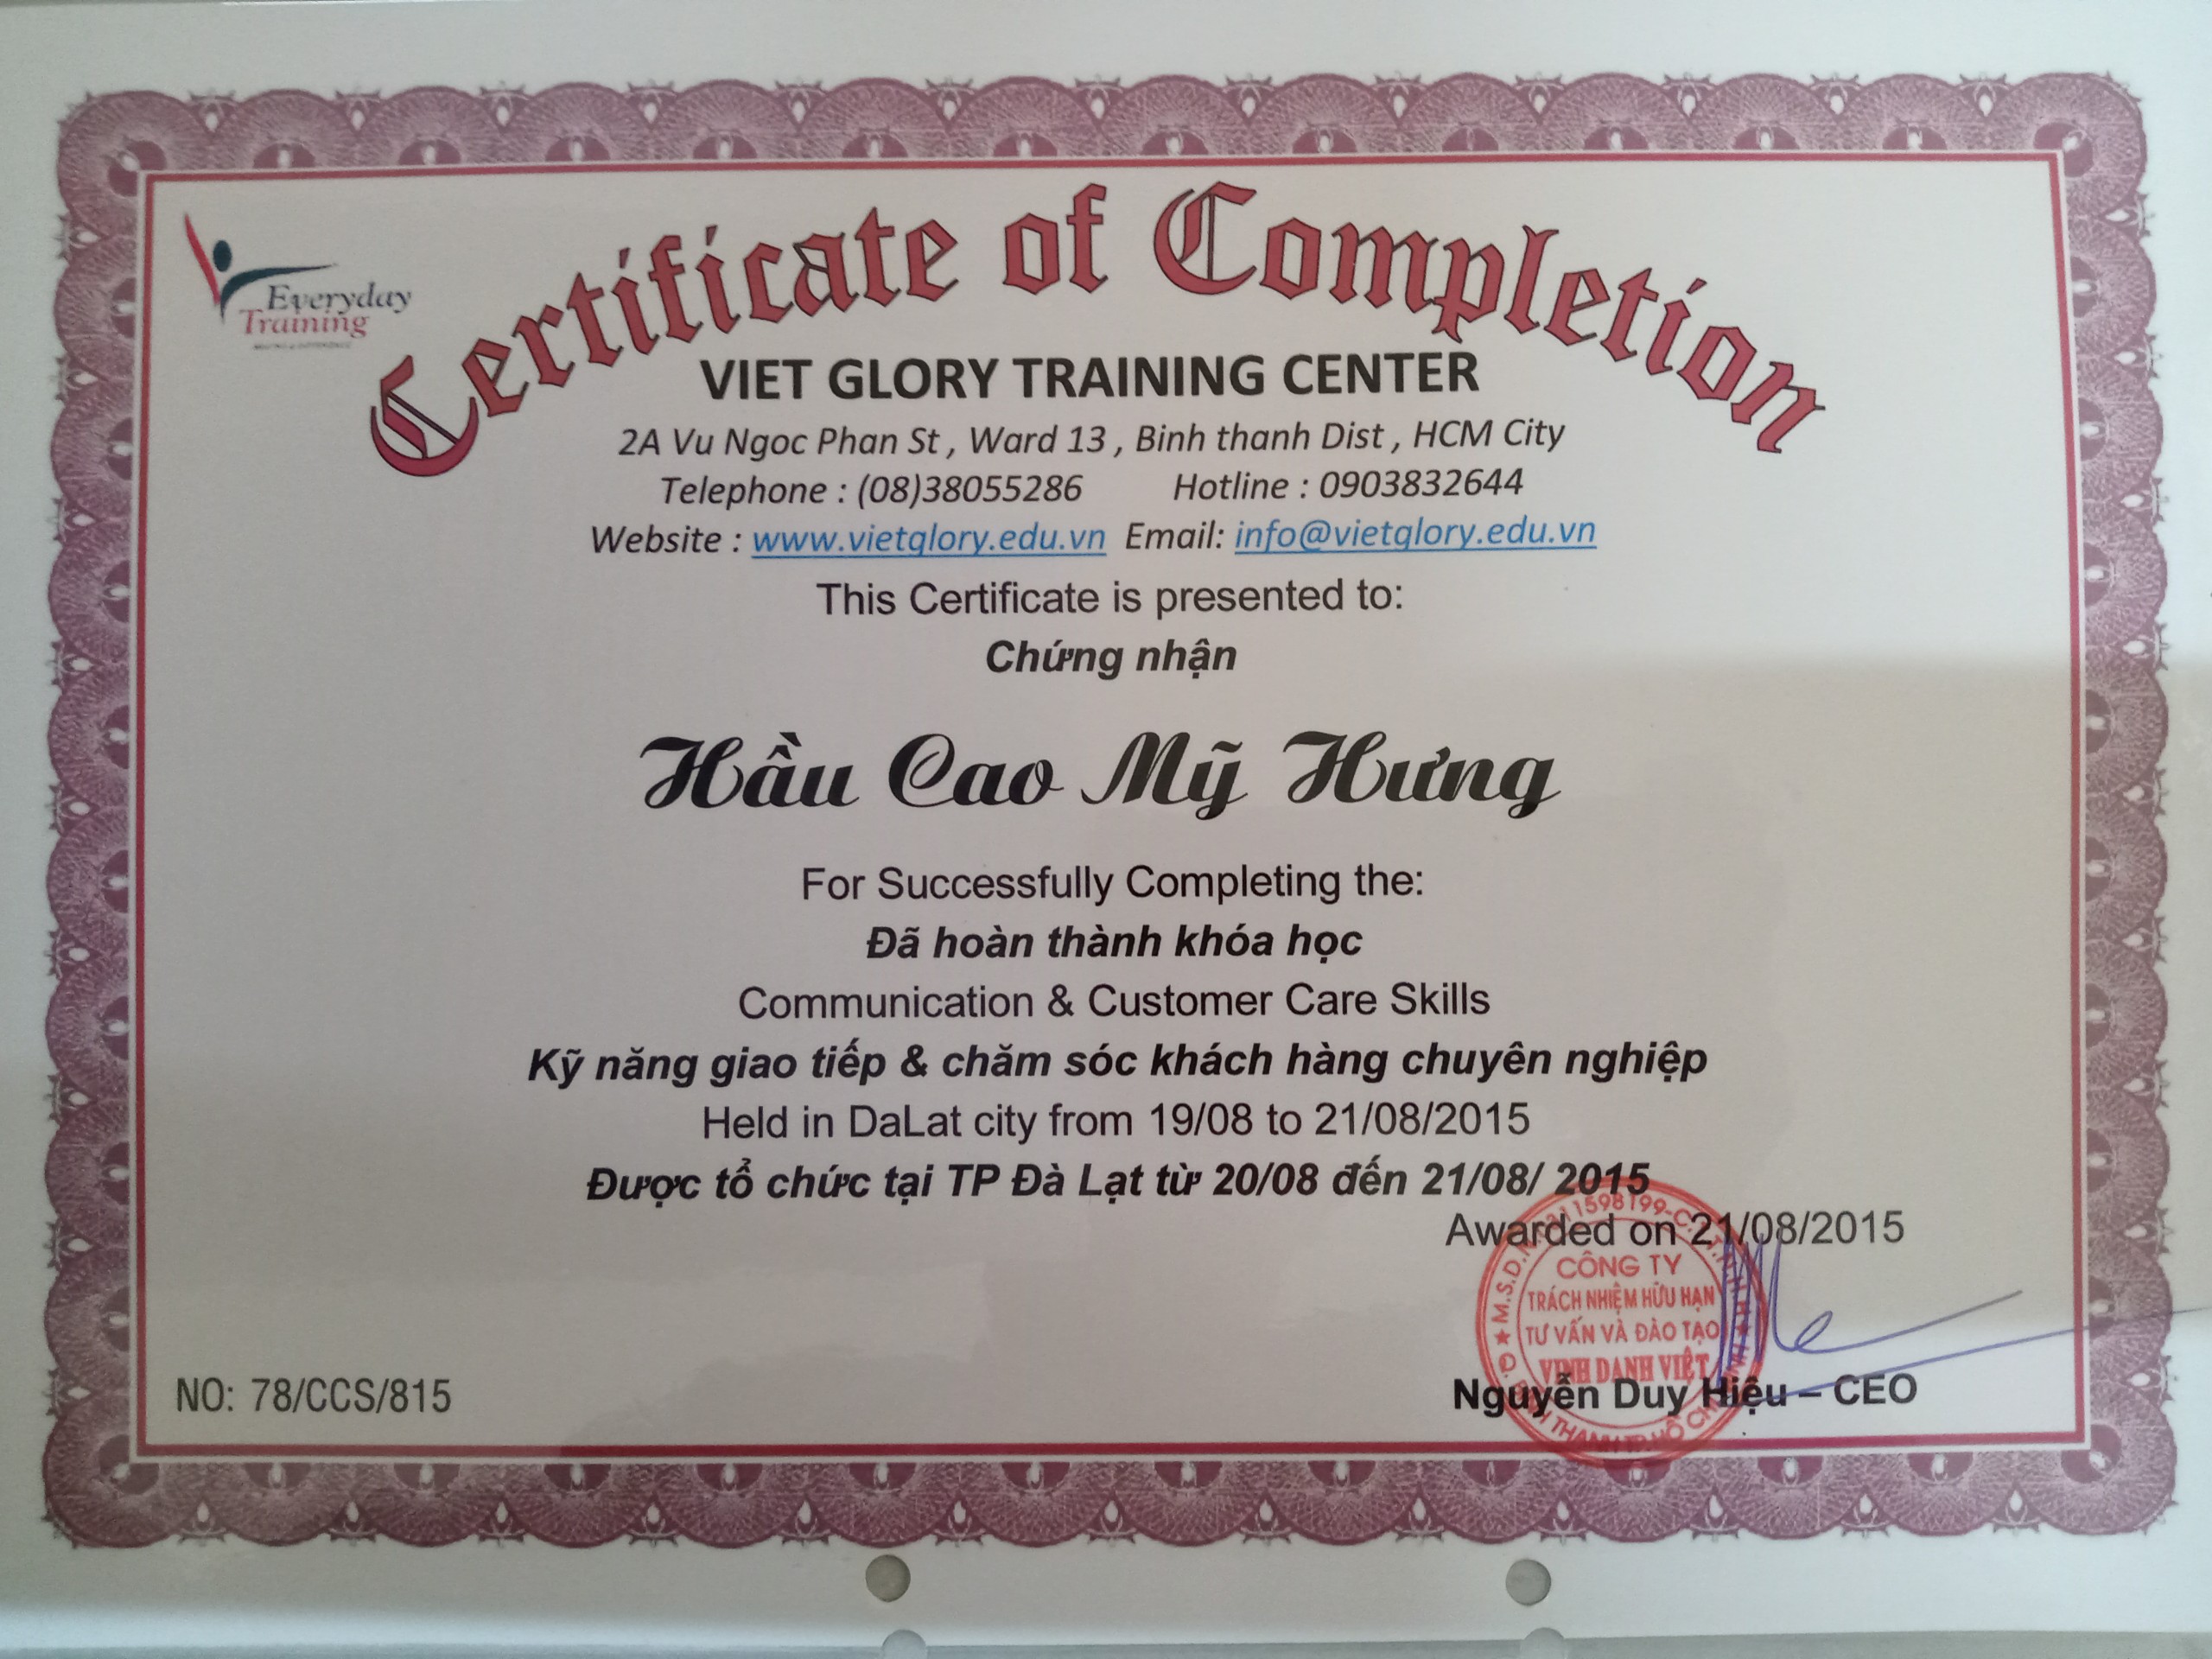 Everyday
Training
Certificate of Completion
VIET GLORY TRAINING CENTER
2A Vu Ngoc Phan St , Ward 13 , Binh thanh Dist , HCM City
Telephone : (08)38055286 Hotline : 0903832644
Website : www.vietglory.edu.vn Email: info@vietglory.edu.vn
This Certificate is presented to:
Chứng nhận
Hầu Cao Mỹ Hưng
For Successfully Completing the:
Đã hoàn thành khóa học
Communication & Customer Care Skills
Kỹ năng giao tiếp & chăm sóc khách hàng chuyên nghiệp
Held in DaLat city from 19/08 to 21/08/2015
Được tổ chức tại TP Đà Lạt từ 20/08 đến 21/08/ 2015
Awarded on 21/08/2015
CÔNG TY
TRÁCH NHIỆM HỮU HẠN
TƯ VẤN VÀ ĐÀO TẠO
VINH DANH VIỆT
Nguyễn Duy Hiệu – CEO
NO: 78/CCS/815